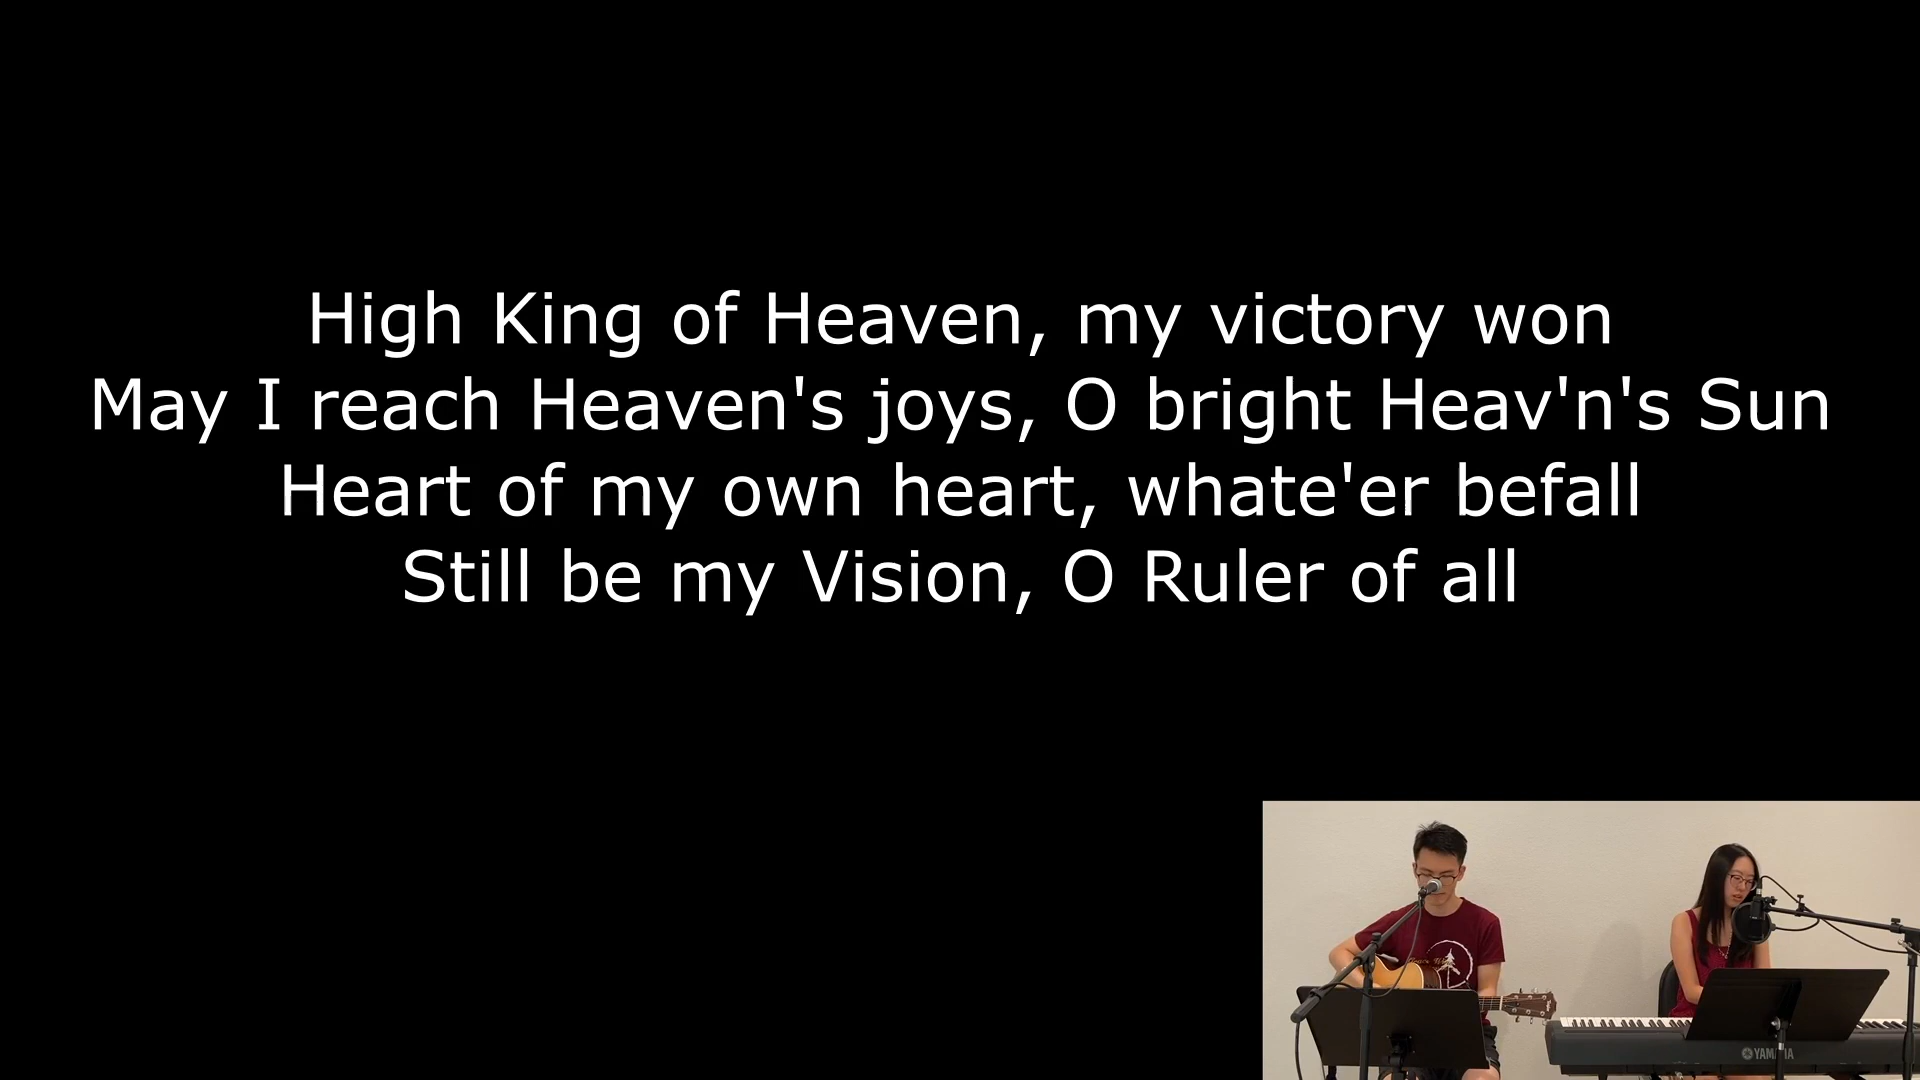 High King of Heaven, my victory won
May I reach Heaven's joys, O bright Heav'n's Sun
Heart of my own heart, whate'er befall
Still be my Vision, O Ruler of all